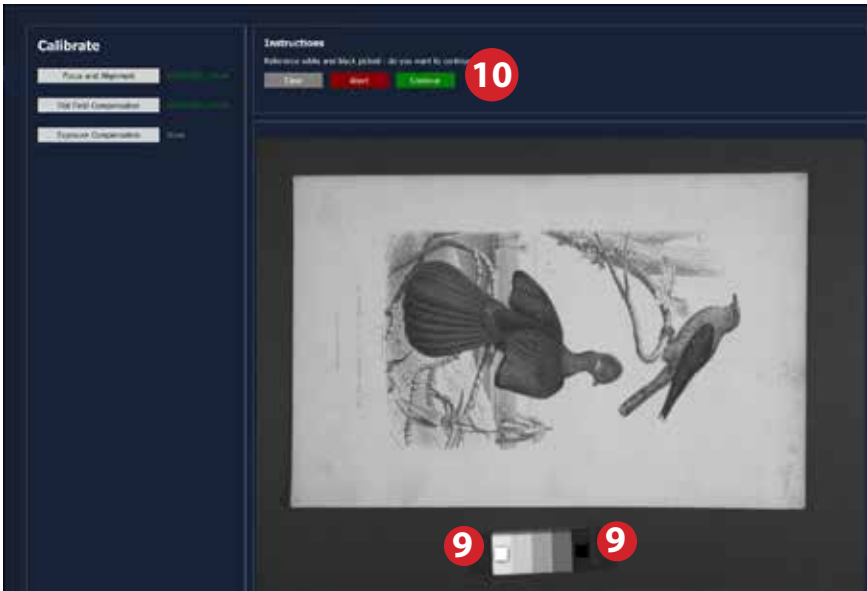 Calibrate
Focus and Alignment
Flat Field Compensation
Exposure Compensation
Instructions
Reference white and black picked - do you want to continue
Clear
Abort
Continue
10
9
9